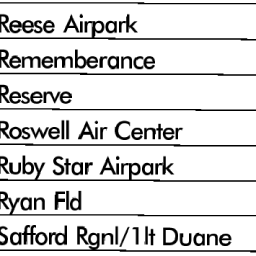 Reese Airpark
Rememberance
Reserve
Roswell Air Center
Ruby Star Airpark
Ryan Fld
Safford Rgnl/1lt Duane